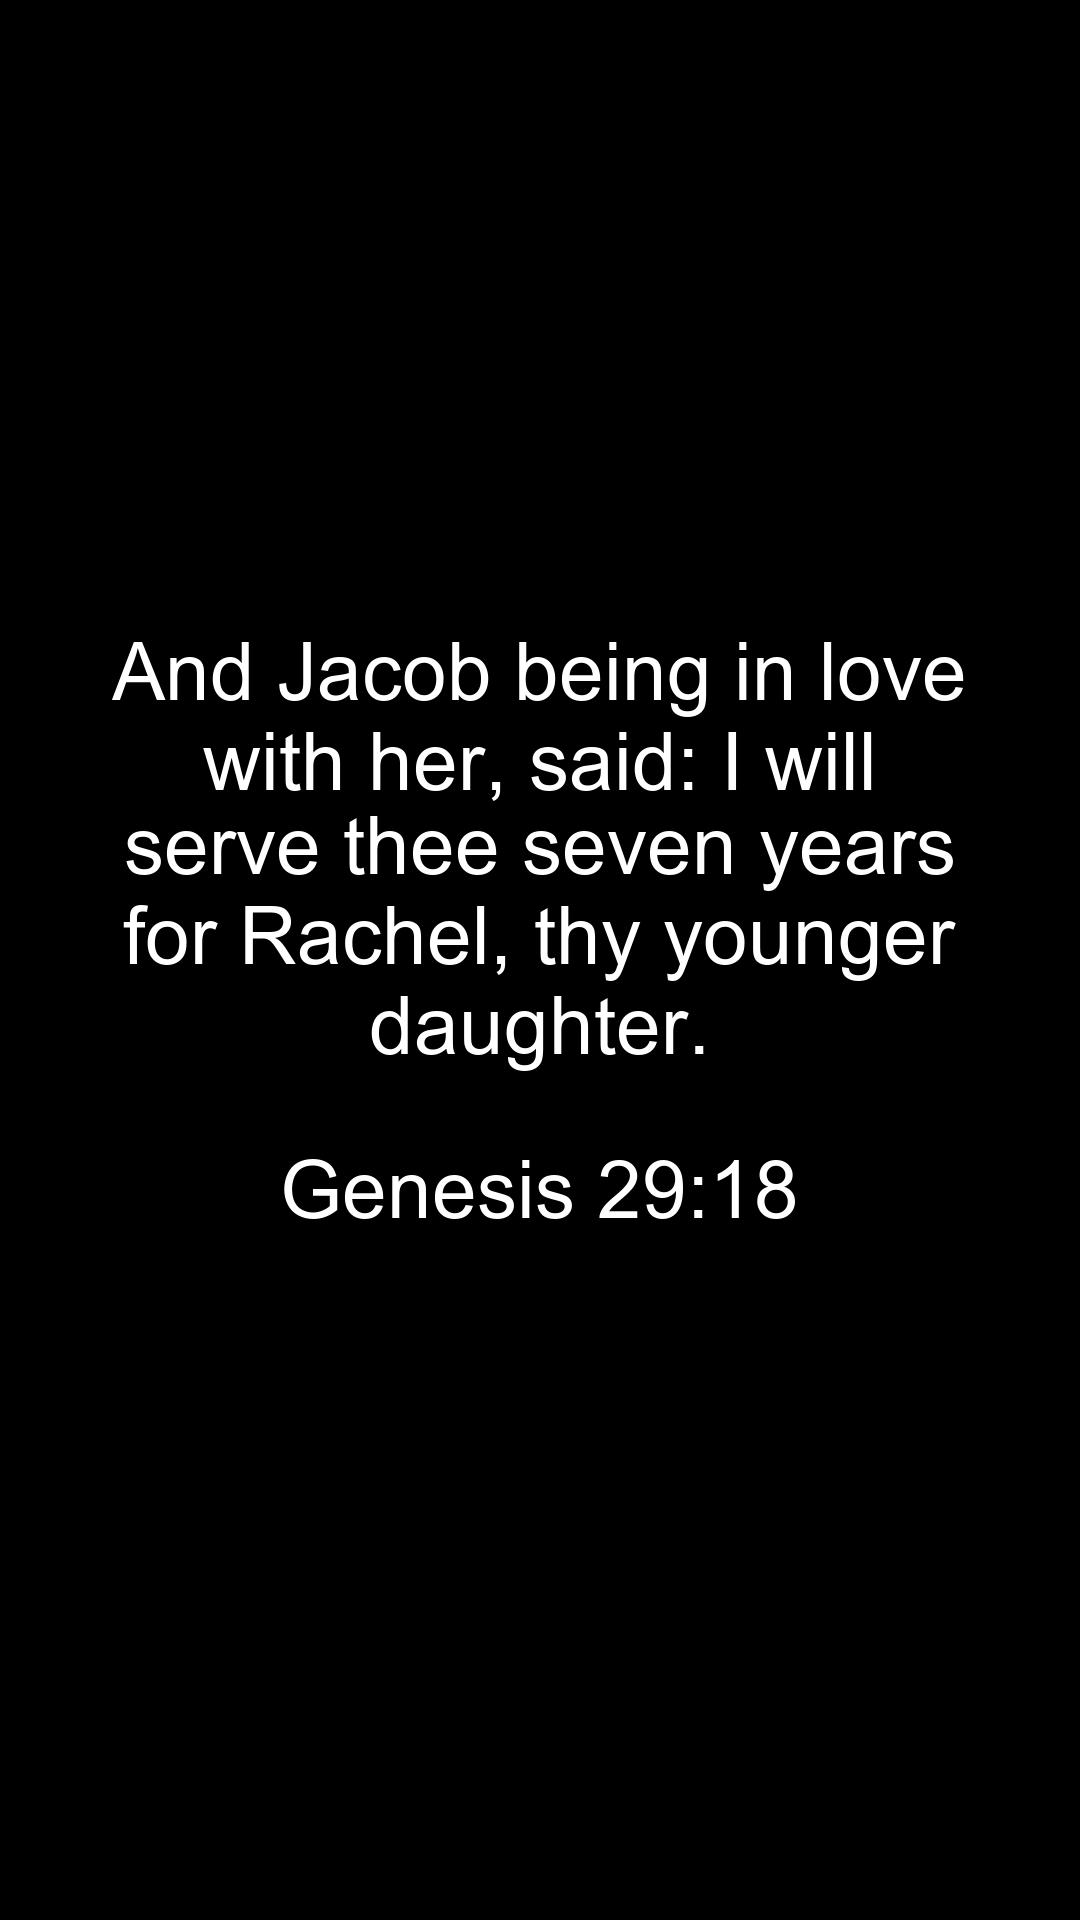 And Jacob being in love
with her, said: I will
serve thee seven years
for Rachel, thy younger
daughter.
Genesis 29:18